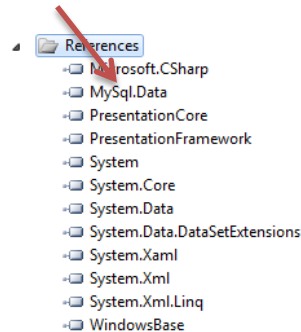 References
Microsoft.CSharp
MySql.Data
PresentationCore
PresentationFramework
System
System.Core
System.Data
System.Data.DataSetExtensions
System.Xaml
System.Xml
System.Xml.Linq
WindowsBase